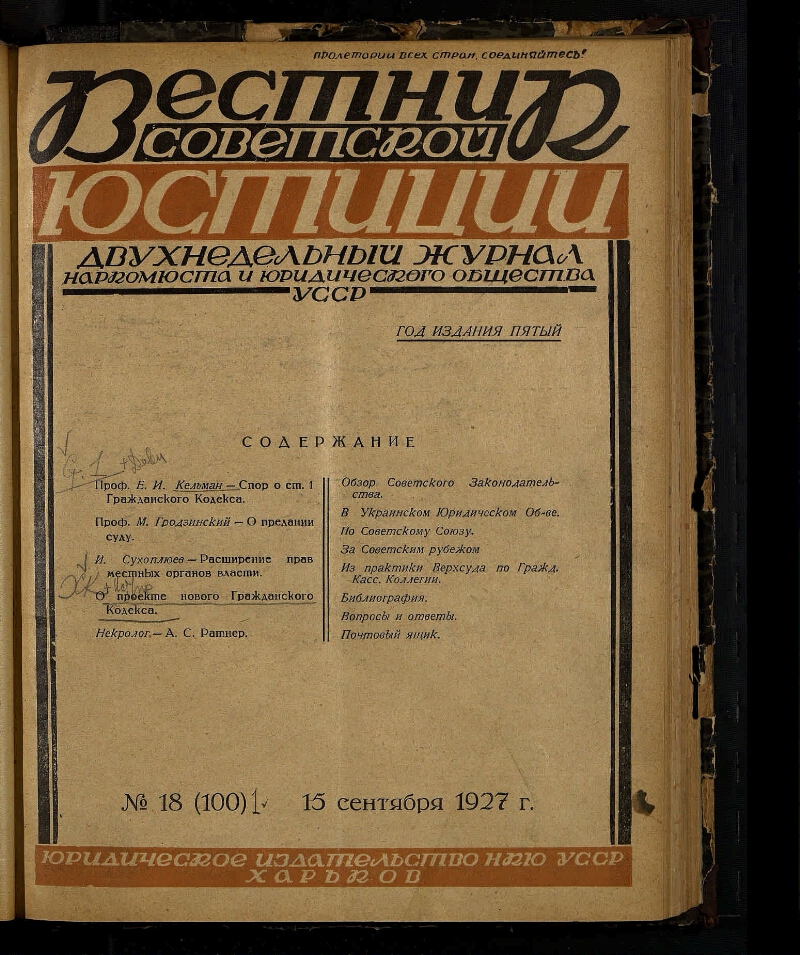 Пролетарии всех стран, соединяйтесь!
Вестник
Советской
Юстиции
Двухнедельный журнал
Наркомюста и Юридического Общества
УССР
ГОД ИЗДАНИЯ ПЯТЫЙ
СОДЕРЖАНИЕ
Проф. Е. И. Кельман — Спор о ст. 1
Гражданского Кодекса.
Проф. М. Гродзинский — О предании
суду.
И. Сухоплюев — Расширение прав
местных органов власти.
О проекте нового Гражданского
Кодекса.
Некролог. — А. С. Ратнер.
Обзор Советского Законодатель-
ства.
В Украинском Юридическом Об-ве.
По Советскому Союзу.
За Советским рубежом
Из практики Верхсуда по Гражд.
Касс. Коллегии.
Библиография.
Вопросы и ответы.
Почтовый ящик.
№ 18 (100) 15 сентября 1927 г.
Юридическое издательство НКЮ УССР
Харьков